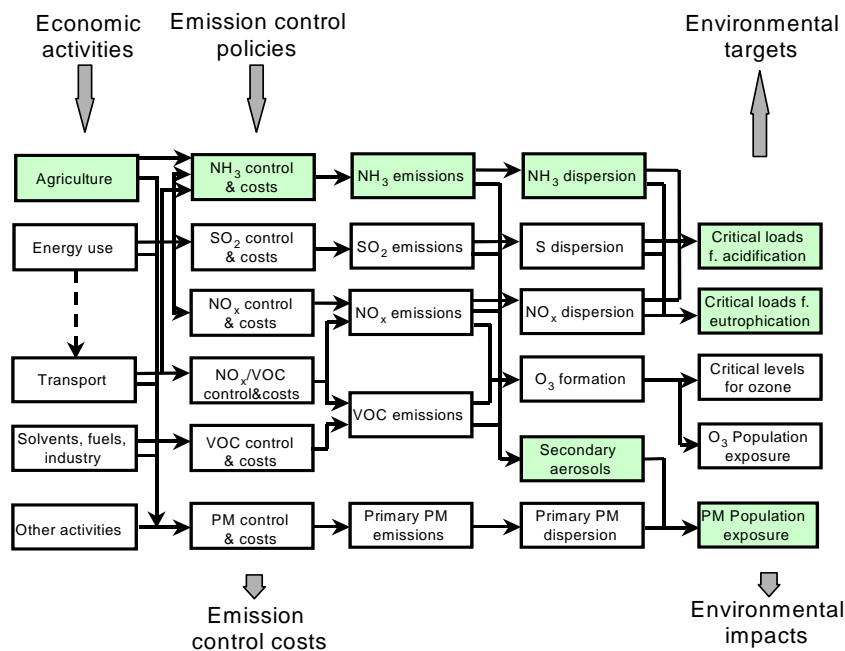 Economic
activities
Emission control
policies
Environmental
targets
Agriculture
NH₃ control
& costs
NH₃ emissions
NH₃ dispersion
Energy use
SO₂ control
& costs
SO₂ emissions
S dispersion
Critical loads
f. acidification
NOₓ control
& costs
NOₓ emissions
NOₓ dispersion
Critical loads f.
eutrophication
Transport
NOₓ/VOC
control&costs
VOC emissions
O₃ formation
Critical levels
for ozone
Solvents, fuels,
industry
VOC control
& costs
Secondary
aerosols
O₃ Population
exposure
Other activities
PM control
& costs
Primary PM
emissions
Primary PM
dispersion
PM Population
exposure
Emission
control costs
Environmental
impacts